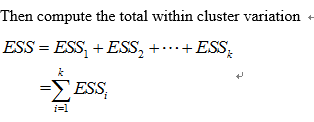 Then compute the total within cluster variation
ESS = ESS₁ + ESS₂ + ⋯ + ESSₖ
=∑ᵢ₌₁ᵏ ESSᵢ